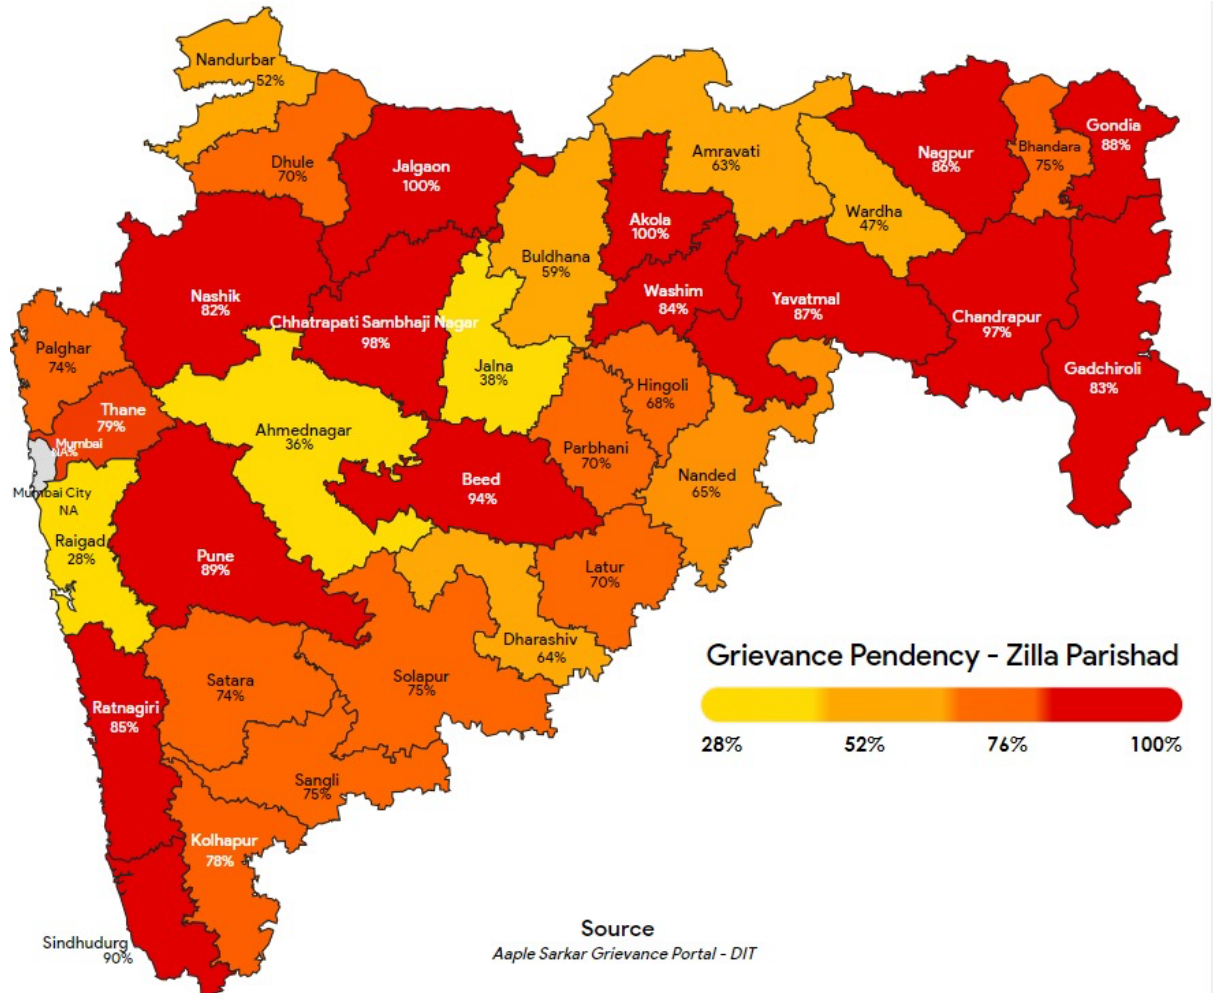 Nandurbar
52%
Dhule
70%
Jalgaon
100%
Amravati
63%
Nagpur
86%
Bhandara
75%
Gondia
88%
Akola
100%
Wardha
47%
Buldhana
59%
Nashik
82%
Chhatrapati Sambhaji Nagar
98%
Washim
84%
Yavatmal
87%
Chandrapur
97%
Palghar
74%
Jalna
38%
Hingoli
68%
Gadchiroli
83%
Thane
79%
Ahmednagar
36%
Mumbai
NA%
Parbhani
70%
Beed
94%
Nanded
65%
Mumbai City
NA
Raigad
28%
Pune
89%
Latur
70%
Dharashiv
64%
Grievance Pendency - Zilla Parishad
28% 52% 76% 100%
Satara
74%
Solapur
75%
Ratnagiri
85%
Sangli
75%
Kolhapur
78%
Sindhudurg
90%
Source
Aaple Sarkar Grievance Portal - DIT